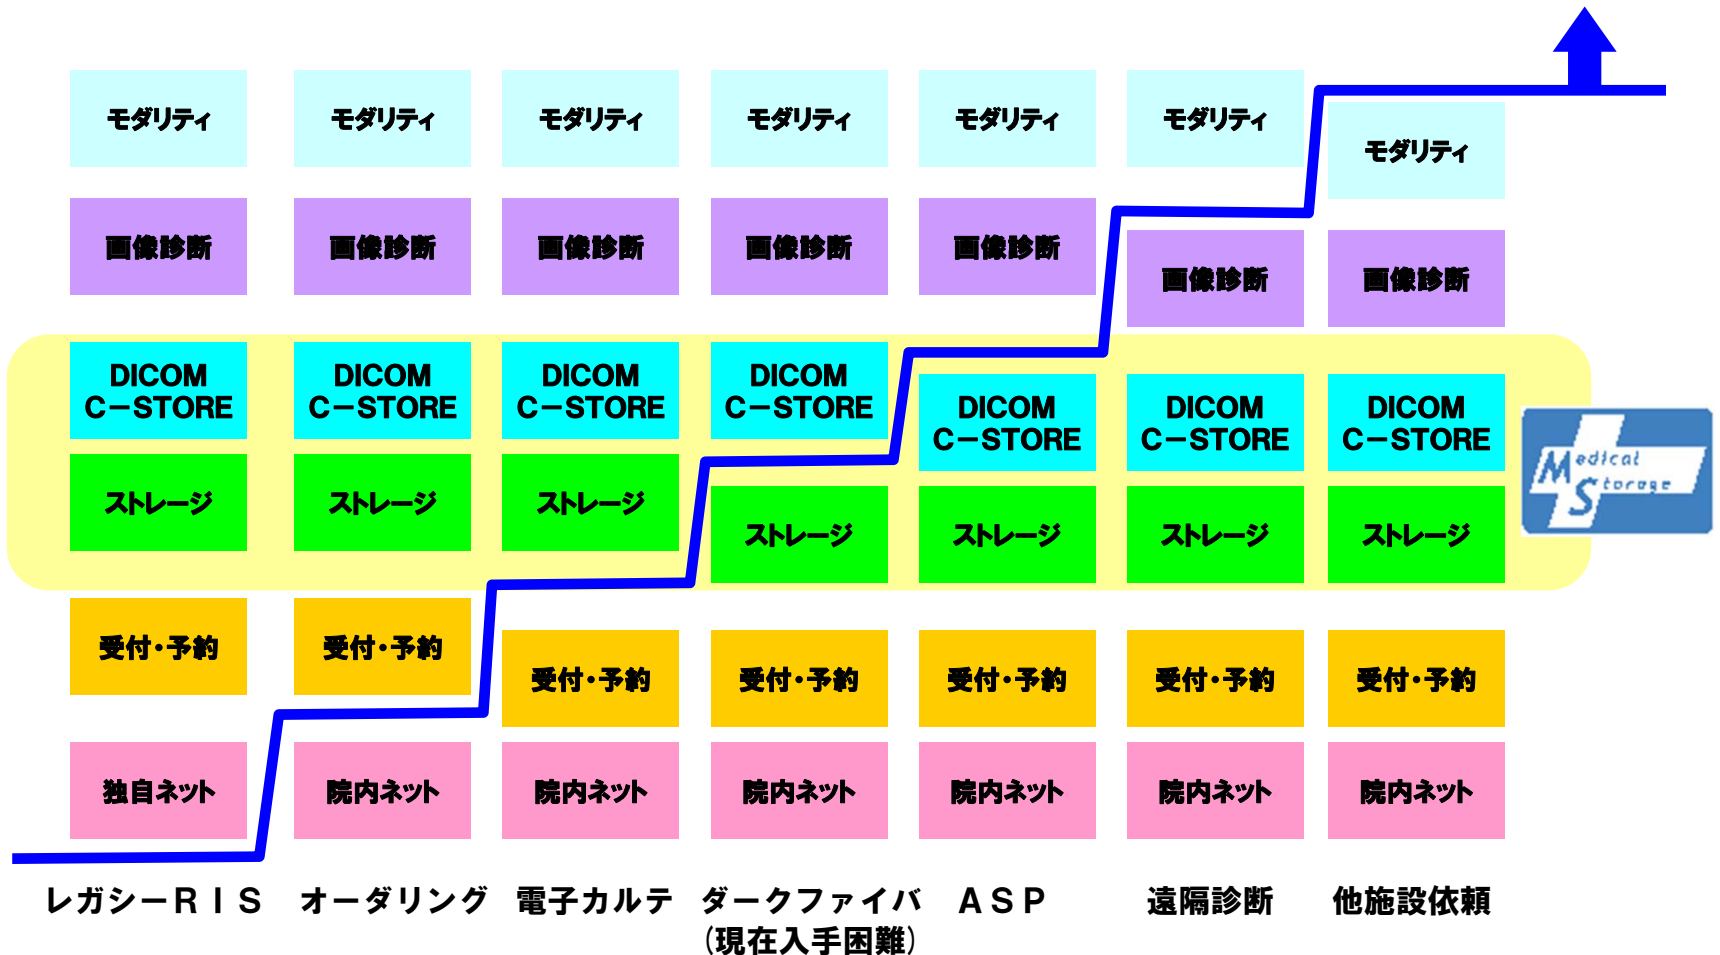 モダリティ
モダリティ
モダリティ
モダリティ
モダリティ
モダリティ
モダリティ
画像診断
画像診断
画像診断
画像診断
画像診断
画像診断
画像診断
DICOM
C－STORE
DICOM
C－STORE
DICOM
C－STORE
DICOM
C－STORE
DICOM
C－STORE
DICOM
C－STORE
DICOM
C－STORE
Medical
Storage
ストレージ
ストレージ
ストレージ
ストレージ
ストレージ
ストレージ
ストレージ
受付・予約
受付・予約
受付・予約
受付・予約
受付・予約
受付・予約
受付・予約
独自ネット
院内ネット
院内ネット
院内ネット
院内ネット
院内ネット
院内ネット
レガシーＲＩＳ
オーダリング
電子カルテ
ダークファイバ
(現在入手困難)
ＡＳＰ
遠隔診断
他施設依頼